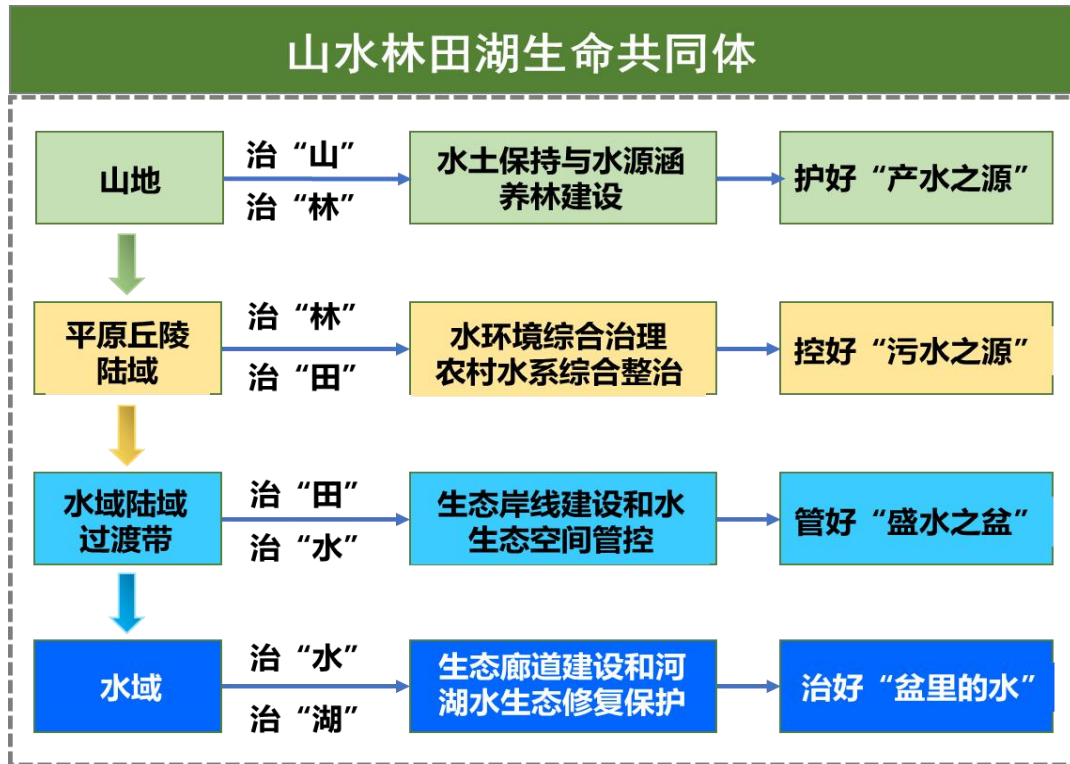 山水林田湖生命共同体
山地
治“山”
治“林”
水土保持与水源涵
养林建设
护好“产水之源”
平原丘陵
陆域
治“林”
治“田”
水环境综合治理
农村水系综合整治
控好“污水之源”
水域陆域
过渡带
治“田”
治“水”
生态岸线建设和水
生态空间管控
管好“盛水之盆”
水域
治“水”
治“湖”
生态廊道建设和河
湖水生态修复保护
治好“盆里的水”